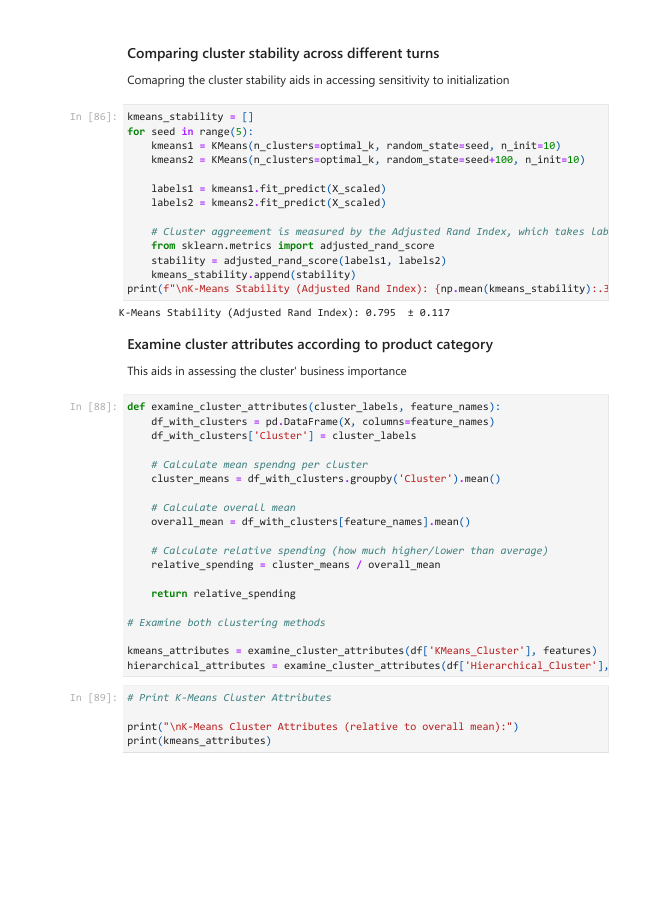 Comparing cluster stability across different turns
Comapring the cluster stability aids in accessing sensitivity to initialization
In [86]:
kmeans_stability = []
for seed in range(5):
    kmeans1 = KMeans(n_clusters=optimal_k, random_state=seed, n_init=10)
    kmeans2 = KMeans(n_clusters=optimal_k, random_state=seed+100, n_init=10)
    labels1 = kmeans1.fit_predict(X_scaled)
    labels2 = kmeans2.fit_predict(X_scaled)
    # Cluster aggreement is measured by the Adjusted Rand Index, which takes lab
    from sklearn.metrics import adjusted_rand_score
    stability = adjusted_rand_score(labels1, labels2)
    kmeans_stability.append(stability)
print(f"\nK-Means Stability (Adjusted Rand Index): {np.mean(kmeans_stability):.3
K-Means Stability (Adjusted Rand Index): 0.795  ± 0.117
Examine cluster attributes according to product category
This aids in assessing the cluster' business importance
In [88]:
def examine_cluster_attributes(cluster_labels, feature_names):
    df_with_clusters = pd.DataFrame(X, columns=feature_names)
    df_with_clusters['Cluster'] = cluster_labels
    # Calculate mean spendng per cluster
    cluster_means = df_with_clusters.groupby('Cluster').mean()
    # Calculate overall mean
    overall_mean = df_with_clusters[feature_names].mean()
    # Calculate relative spending (how much higher/lower than average)
    relative_spending = cluster_means / overall_mean
    return relative_spending
# Examine both clustering methods
kmeans_attributes = examine_cluster_attributes(df['KMeans_Cluster'], features)
hierarchical_attributes = examine_cluster_attributes(df['Hierarchical_Cluster'],
In [89]:
# Print K-Means Cluster Attributes
print("\nK-Means Cluster Attributes (relative to overall mean):")
print(kmeans_attributes)